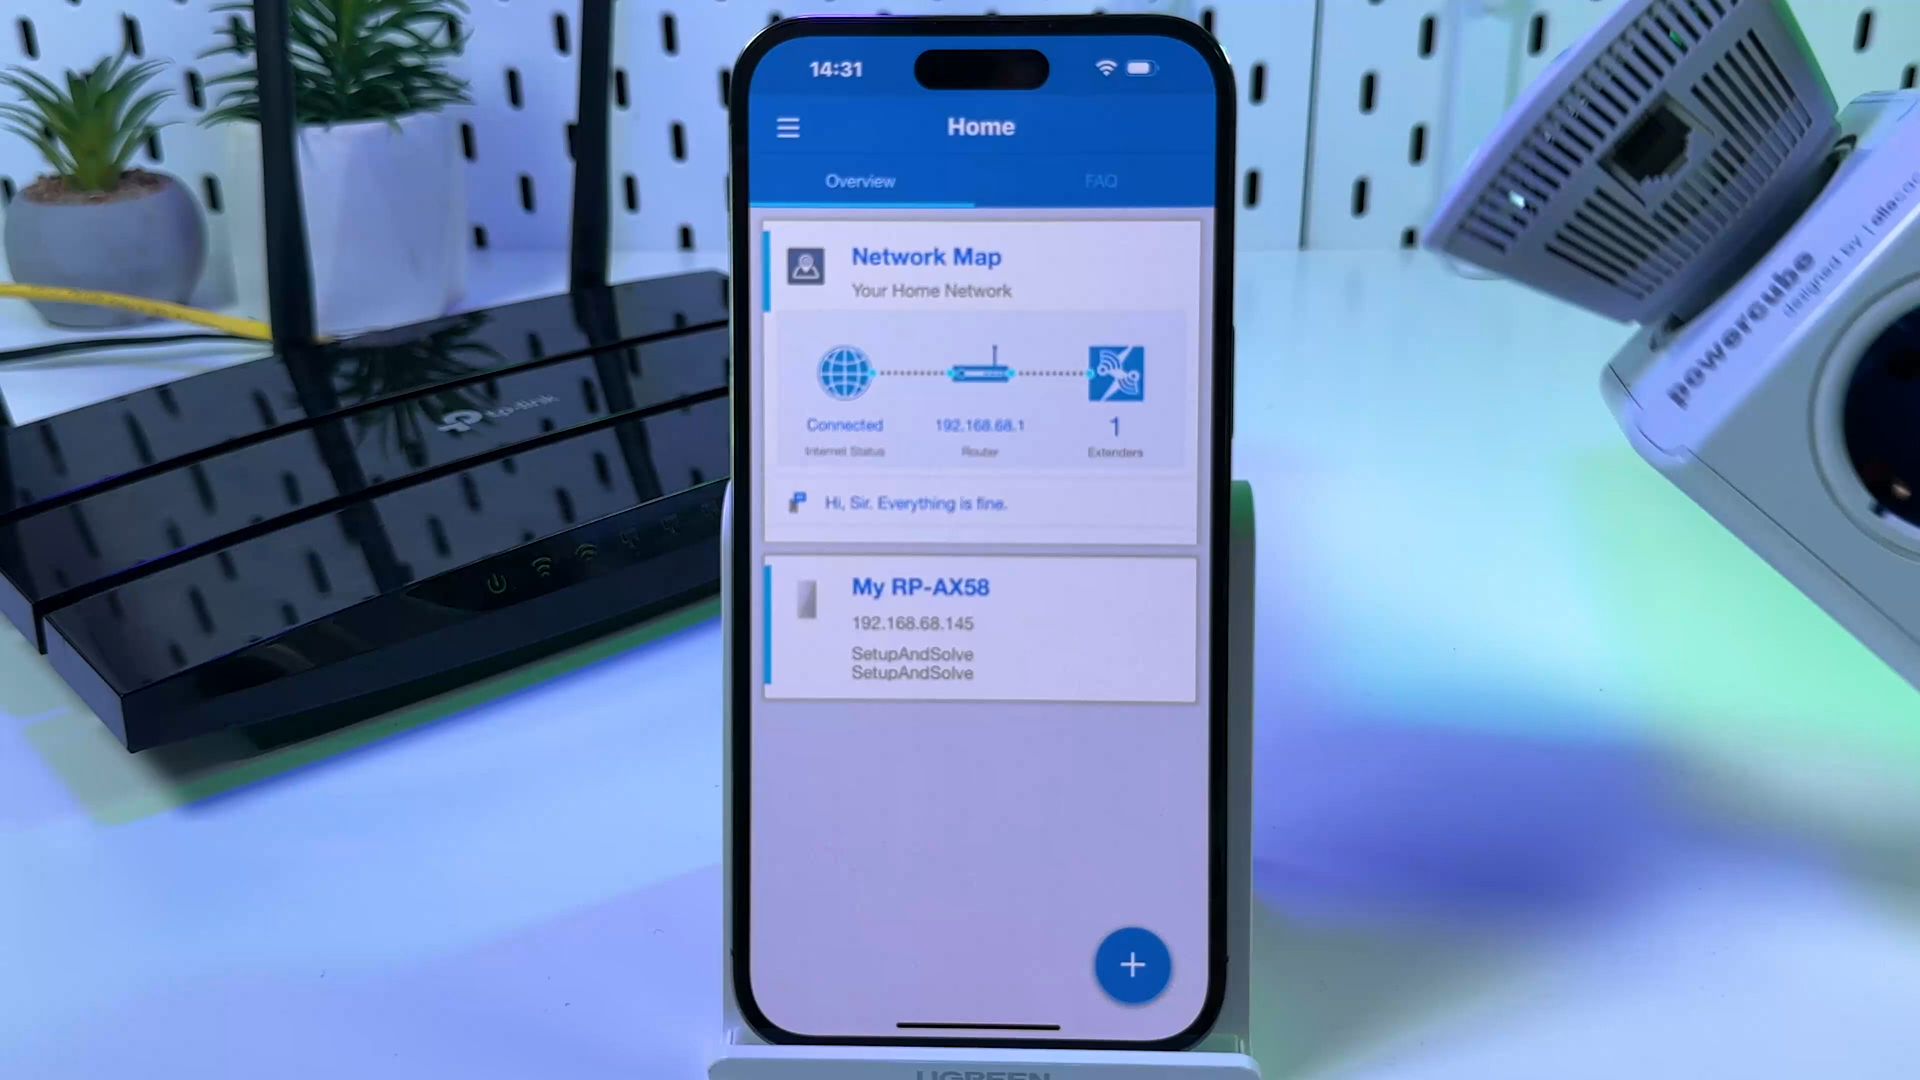 14:31
Home
Overview
FAQ
Network Map
Your Home Network
Connected
192.168.68.1
1
Internet Status
Router
Extenders
Hi, Sir. Everything is fine.
My RP-AX58
192.168.68.145
SetupAndSolve
SetupAndSolve
tp-link
powercube
designed by | allocac
UGREEN